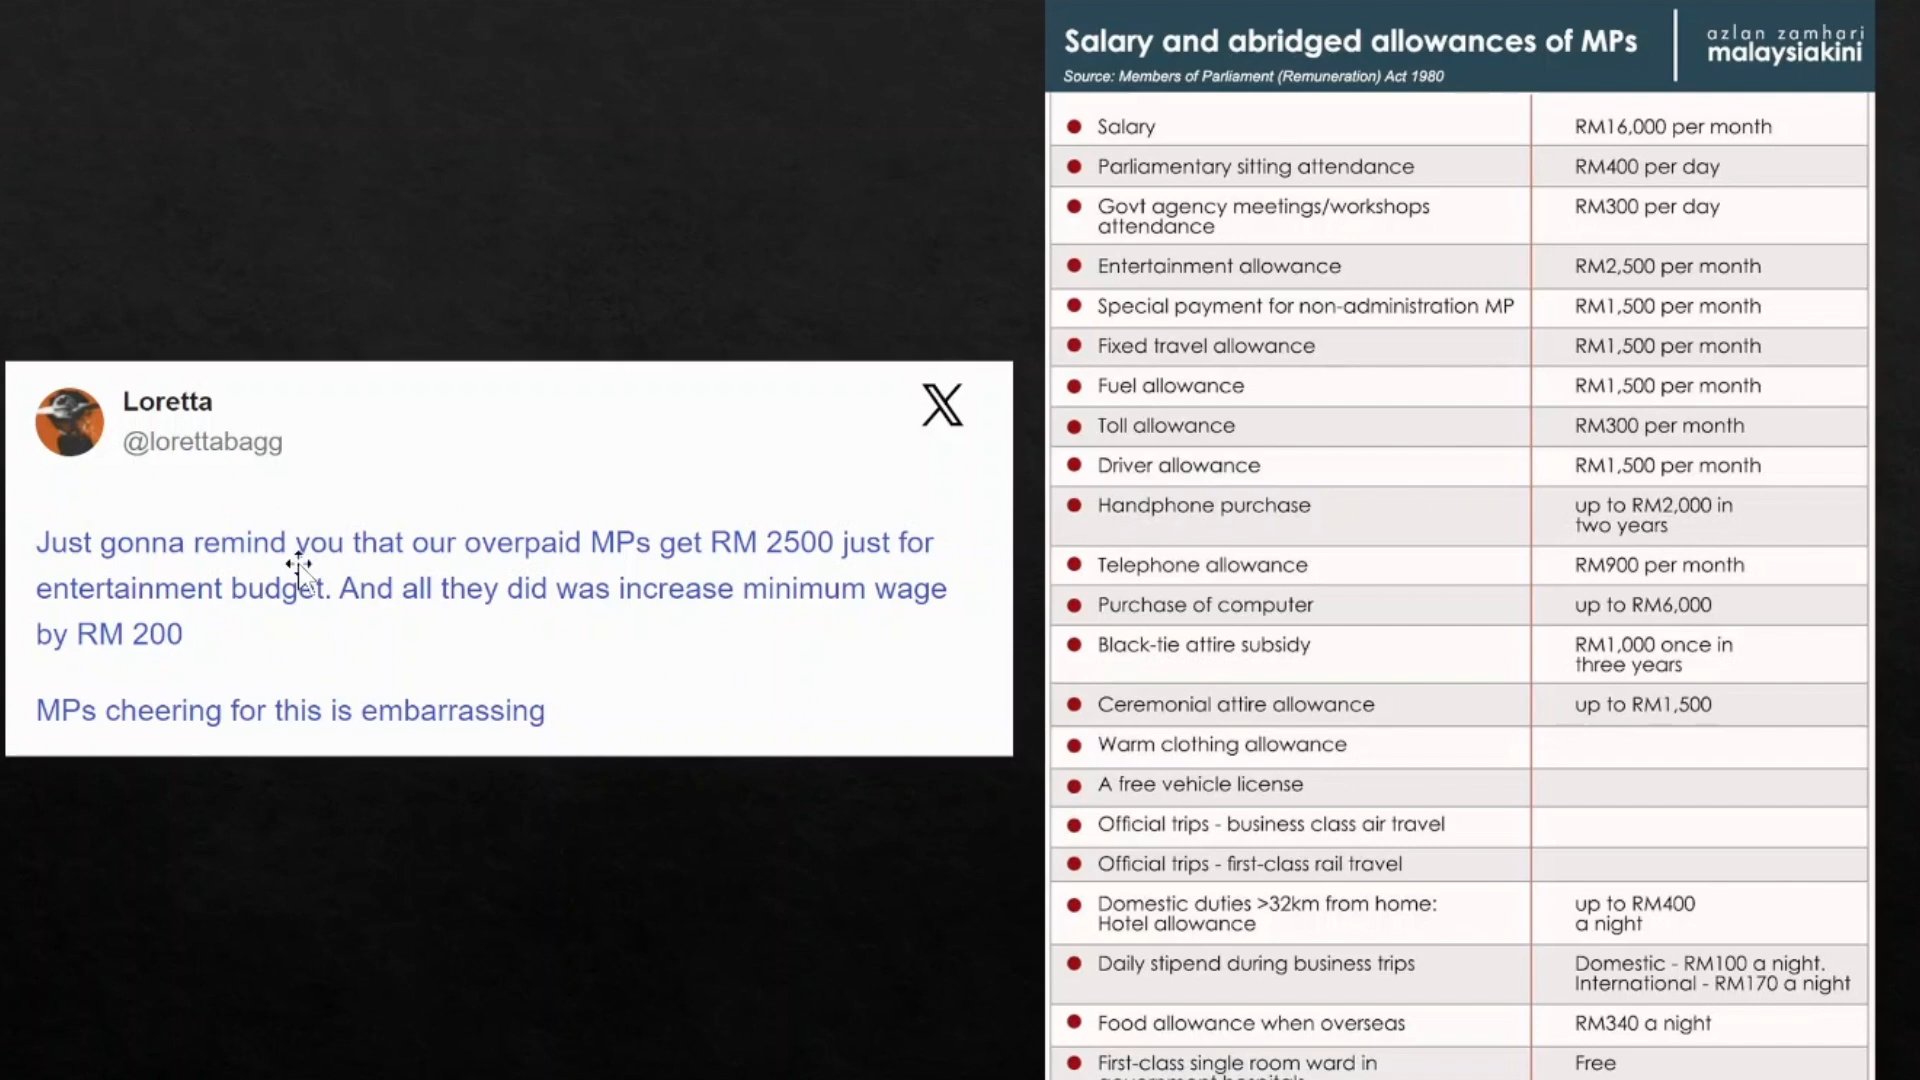 Loretta
@lorettabagg
Just gonna remind you that our overpaid MPs get RM 2500 just for
entertainment budget. And all they did was increase minimum wage
by RM 200
MPs cheering for this is embarrassing
Salary and abridged allowances of MPs
Source: Members of Parliament (Remuneration) Act 1980
azlan zamhari
malaysiakini
Salary RM16,000 per month
Parliamentary sitting attendance RM400 per day
Govt agency meetings/workshops RM300 per day
attendance
Entertainment allowance RM2,500 per month
Special payment for non-administration MP RM1,500 per month
Fixed travel allowance RM1,500 per month
Fuel allowance RM1,500 per month
Toll allowance RM300 per month
Driver allowance RM1,500 per month
Handphone purchase up to RM2,000 in
two years
Telephone allowance RM900 per month
Purchase of computer up to RM6,000
Black-tie attire subsidy RM1,000 once in
three years
Ceremonial attire allowance up to RM1,500
Warm clothing allowance
A free vehicle license
Official trips - business class air travel
Official trips - first-class rail travel
Domestic duties >32km from home: up to RM400
Hotel allowance a night
Daily stipend during business trips Domestic - RM100 a night.
International - RM170 a night
Food allowance when overseas RM340 a night
First-class single room ward in Free